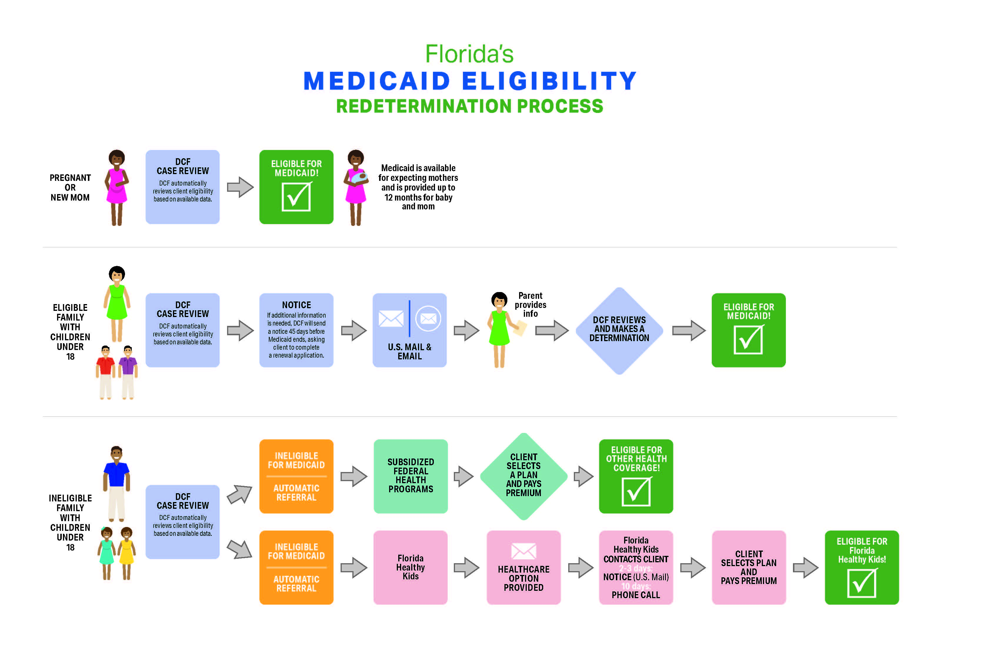 Florida's
MEDICAID ELIGIBILITY
REDETERMINATION PROCESS
PREGNANT
OR
NEW MOM
DCF
CASE REVIEW
DCF automatically
reviews client eligibility
based on available data.
ELIGIBLE FOR
MEDICAID!
Medicaid is available
for expecting mothers
and is provided up to
12 months for baby
and mom
ELIGIBLE
FAMILY
WITH
CHILDREN
UNDER
18
DCF
CASE REVIEW
DCF automatically
reviews client eligibility
based on available data.
NOTICE
If additional information
is needed, DCF will send
a notice 45 days before
Medicaid ends, asking
client to complete
a renewal application.
U.S. MAIL &
EMAIL
Parent
provides
info
DCF REVIEWS
AND MAKES A
DETERMINATION
ELIGIBLE FOR
MEDICAID!
INELIGIBLE
FAMILY
WITH
CHILDREN
UNDER
18
DCF
CASE REVIEW
DCF automatically
reviews client eligibility
based on available data.
INELIGIBLE
FOR MEDICAID
AUTOMATIC
REFERRAL
SUBSIDIZED
FEDERAL
HEALTH
PROGRAMS
CLIENT
SELECTS
A PLAN
AND PAYS
PREMIUM
ELIGIBLE FOR
OTHER HEALTH
COVERAGE!
INELIGIBLE
FOR MEDICAID
AUTOMATIC
REFERRAL
Florida
Healthy
Kids
HEALTHCARE
OPTION
PROVIDED
Florida
Healthy Kids
CONTACTS CLIENT
2-3 days:
NOTICE (U.S. Mail)
10 days:
PHONE CALL
CLIENT
SELECTS PLAN
AND
PAYS PREMIUM
ELIGIBLE FOR
Florida
Healthy Kids!